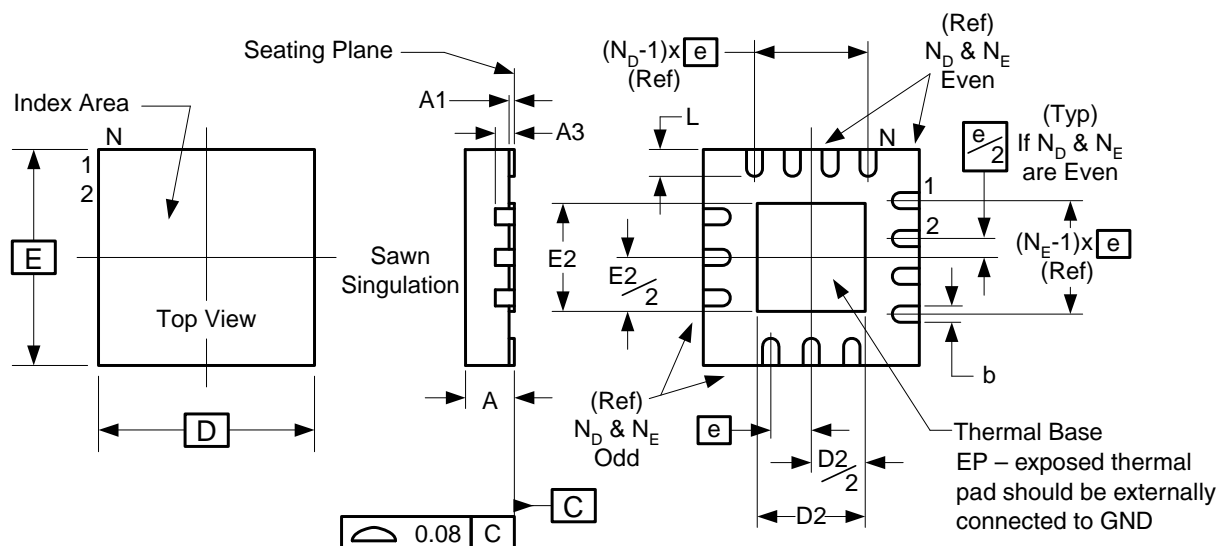 Seating Plane
Index Area
N
1
2
E
Top View
D
A1
A3
Sawn
Singulation
A
C
0.08 C
(N_D-1)x e
(Ref)
(Ref)
N_D & N_E
Even
L
N
e/2
(Typ)
If N_D & N_E
are Even
1
2
(N_E-1)x e
(Ref)
E2
E2/2
b
(Ref)
N_D & N_E
Odd
e
D2/2
D2
Thermal Base
EP – exposed thermal
pad should be externally
connected to GND